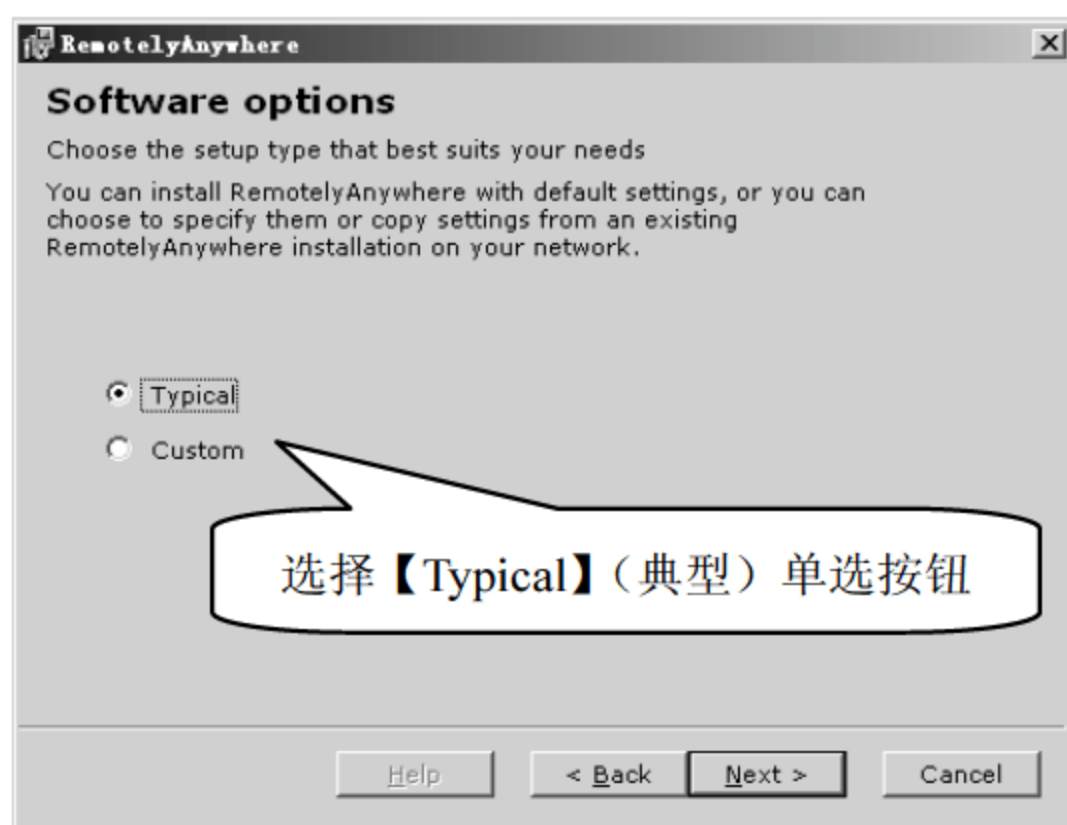 RemotelyAnywhere
Software options
Choose the setup type that best suits your needs
You can install RemotelyAnywhere with default settings, or you can
choose to specify them or copy settings from an existing
RemotelyAnywhere installation on your network.
Typical
Custom
选择【Typical】（典型）单选按钮
Help
< Back
Next >
Cancel